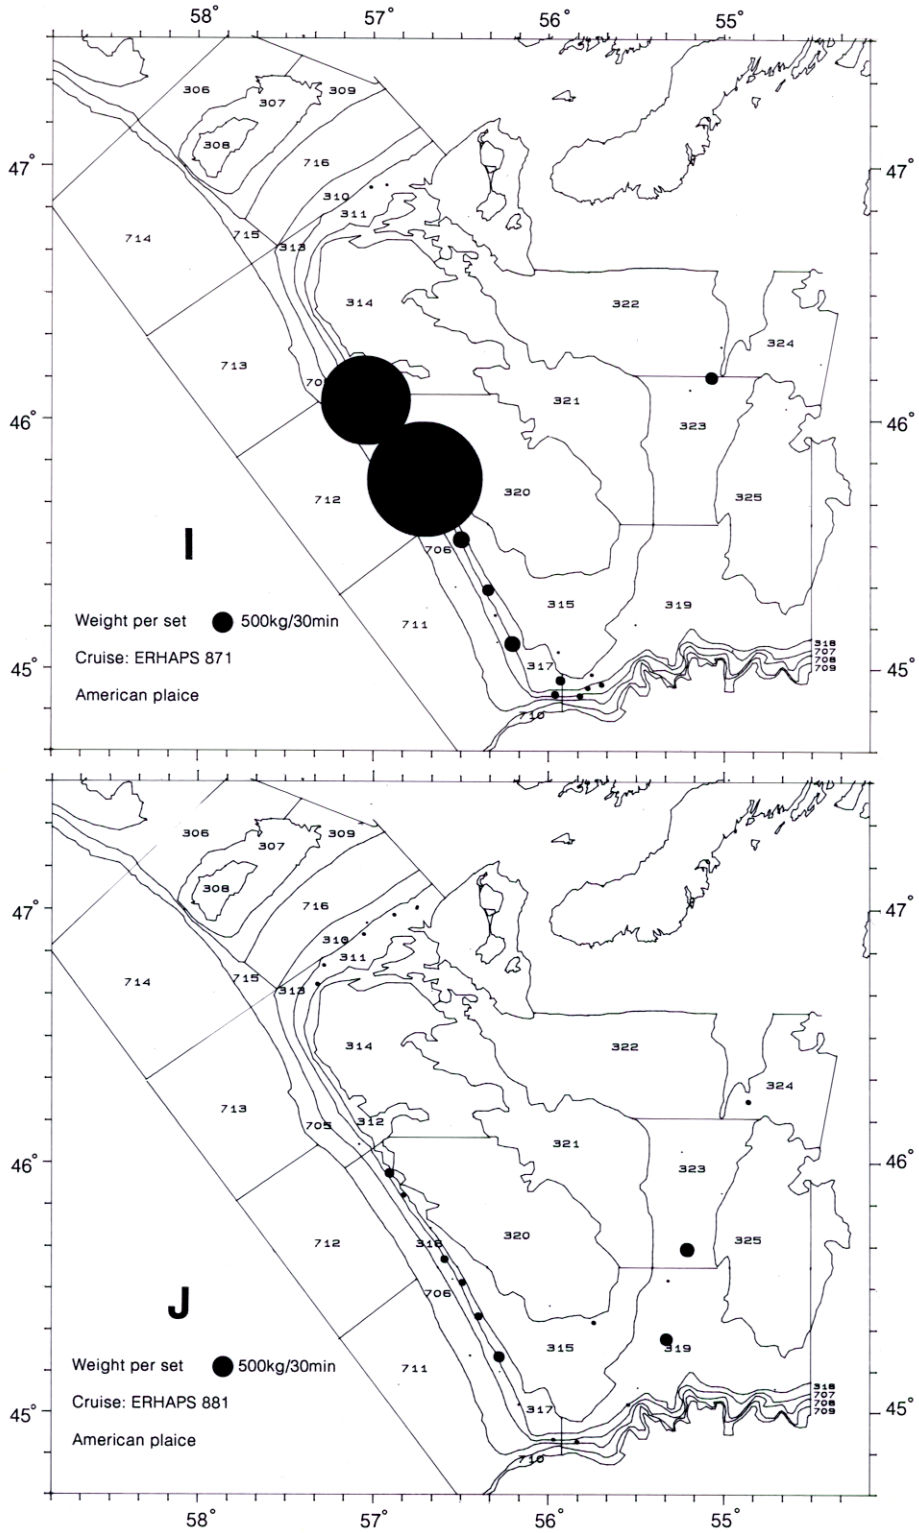 58° 57° 56° 55°
306 307 309
308
47° 716 47°
310
311
714 715 313
314 322
324
713 70
321
46° 323 46°
712 320 325
I 706
315 319
Weight per set 500kg/30min
711
318
707
708
709
Cruise: ERHAPS 871
45° 317 45°
American plaice
710
306 307 309
308
47° 716 47°
310
311
714 715 313
314 322
324
713 705 312
321
46° 323 46°
712 316 320 325
706
J
315 319
Weight per set 500kg/30min
711
318
707
708
709
Cruise: ERHAPS 881
45° 317 45°
American plaice
710
58° 57° 56° 55°